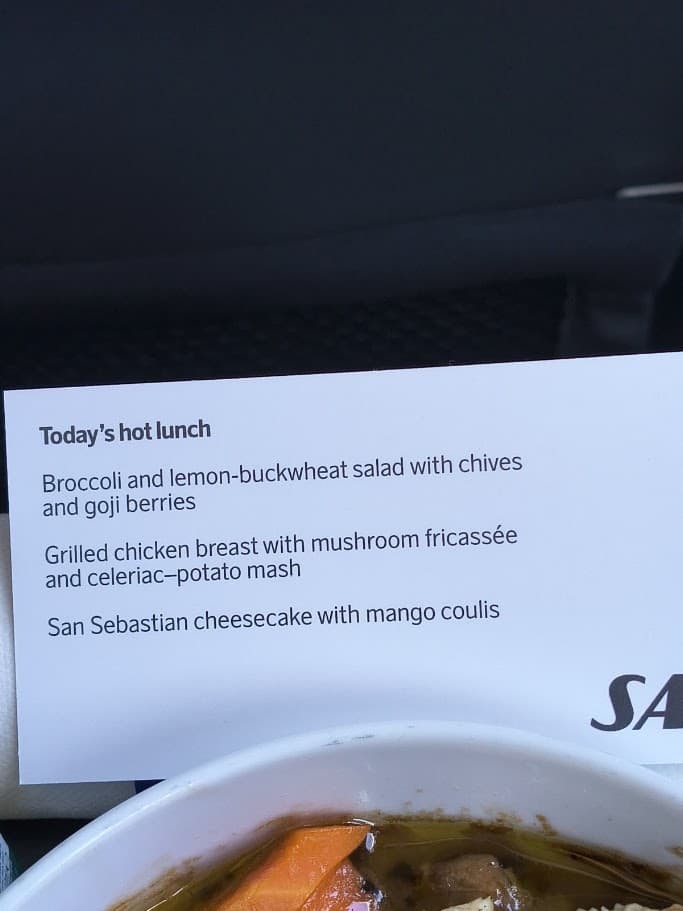 Today's hot lunch
Broccoli and lemon-buckwheat salad with chives
and goji berries
Grilled chicken breast with mushroom fricassée
and celeriac–potato mash
San Sebastian cheesecake with mango coulis
SA